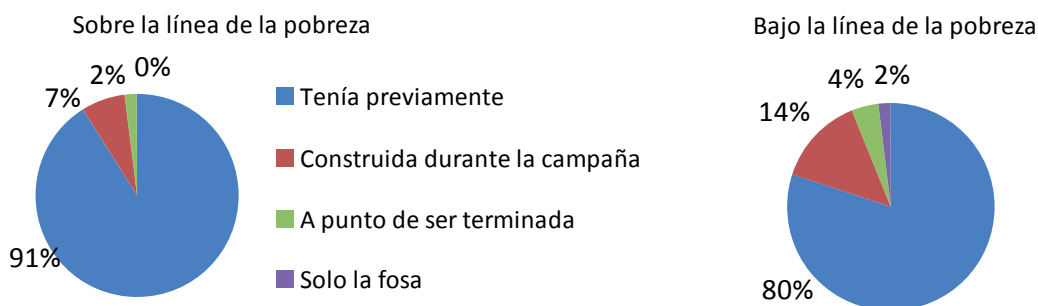 Sobre la línea de la pobreza
2%
0%
7%
91%
Tenía previamente
Construida durante la campaña
A punto de ser terminada
Solo la fosa
Bajo la línea de la pobreza
4%
2%
14%
80%